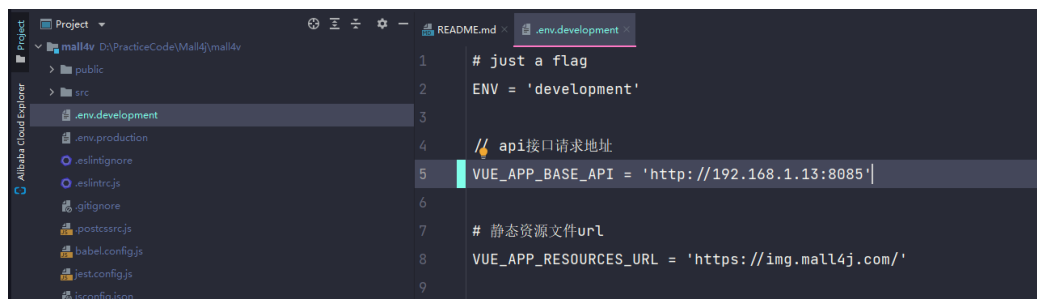 Project
Project
README.md
.env.development
mall4v D:\PracticeCode\Mall4j\mall4v
public
src
.env.development
.env.production
.eslintignore
.eslintrc.js
.gitignore
.postcssrc.js
babel.config.js
jest.config.js
jsconfig.json
Alibaba Cloud Explorer
1 # just a flag
2 ENV = 'development'
3
4 // api接口请求地址
5 VUE_APP_BASE_API = 'http://192.168.1.13:8085'
6
7 # 静态资源文件url
8 VUE_APP_RESOURCES_URL = 'https://img.mall4j.com/'
9